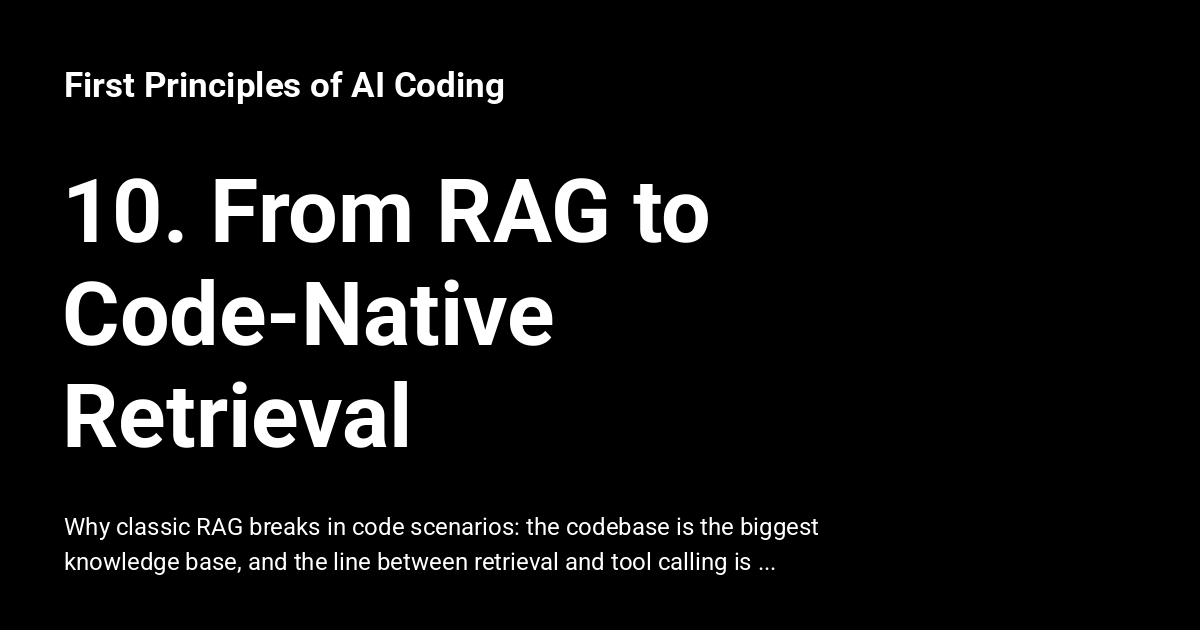 First Principles of AI Coding
10. From RAG to
Code-Native
Retrieval
Why classic RAG breaks in code scenarios: the codebase is the biggest
knowledge base, and the line between retrieval and tool calling is ...